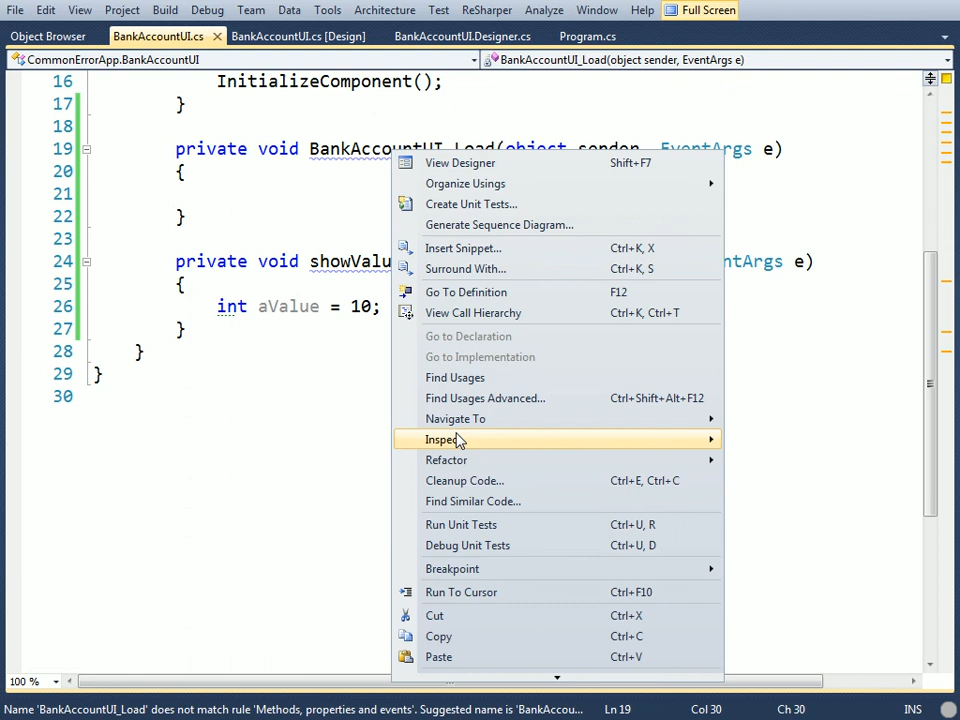 File Edit View Project Build Debug Team Data Tools Architecture Test ReSharper Analyze Window Help Full Screen
Object Browser BankAccountUI.cs BankAccountUI.cs [Design] BankAccountUI.Designer.cs Program.cs
CommonErrorApp.BankAccountUI BankAccountUI_Load(object sender, EventArgs e)
16 InitializeComponent();
17 }
18
19 private void BankAccountUI_Load(object sender, EventArgs e)
20 {
21
22 }
23
24 private void showValu ntArgs e)
25 {
26 int aValue = 10;
27 }
28 }
29 }
30
View Designer Shift+F7
Organize Usings
Create Unit Tests...
Generate Sequence Diagram...
Insert Snippet... Ctrl+K, X
Surround With... Ctrl+K, S
Go To Definition F12
View Call Hierarchy Ctrl+K, Ctrl+T
Go to Declaration
Go to Implementation
Find Usages
Find Usages Advanced... Ctrl+Shift+Alt+F12
Navigate To
Inspec
Refactor
Cleanup Code... Ctrl+E, Ctrl+C
Find Similar Code...
Run Unit Tests Ctrl+U, R
Debug Unit Tests Ctrl+U, D
Breakpoint
Run To Cursor Ctrl+F10
Cut Ctrl+X
Copy Ctrl+C
Paste Ctrl+V
100 %
Name 'BankAccountUI_Load' does not match rule 'Methods, properties and events'. Suggested name is 'BankAccou... Ln 19 Col 30 Ch 30 INS